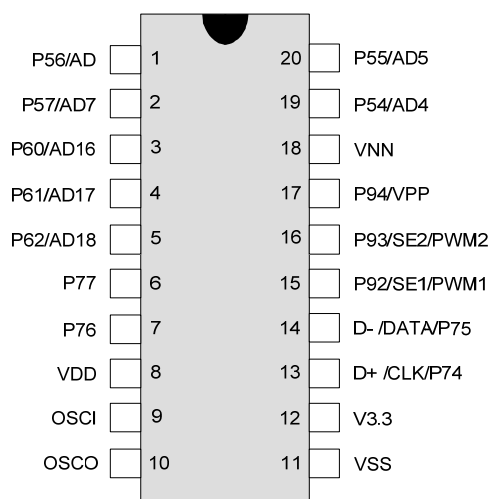 P56/AD 1 20 P55/AD5
P57/AD7 2 19 P54/AD4
P60/AD16 3 18 VNN
P61/AD17 4 17 P94/VPP
P62/AD18 5 16 P93/SE2/PWM2
P77 6 15 P92/SE1/PWM1
P76 7 14 D- /DATA/P75
VDD 8 13 D+ /CLK/P74
OSCI 9 12 V3.3
OSCO 10 11 VSS